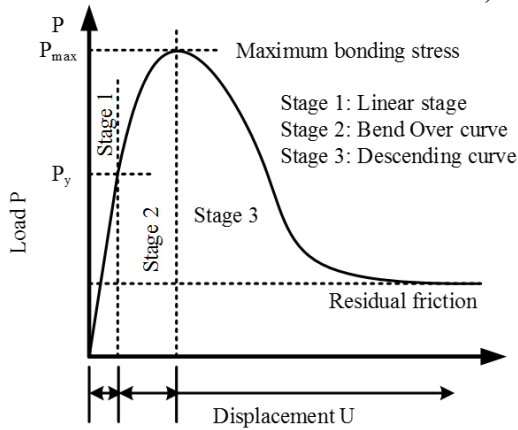 P
P_max
Maximum bonding stress
Stage 1
Stage 1: Linear stage
Stage 2: Bend Over curve
Stage 3: Descending curve
P_y
Load P
Stage 2
Stage 3
Residual friction
Displacement U